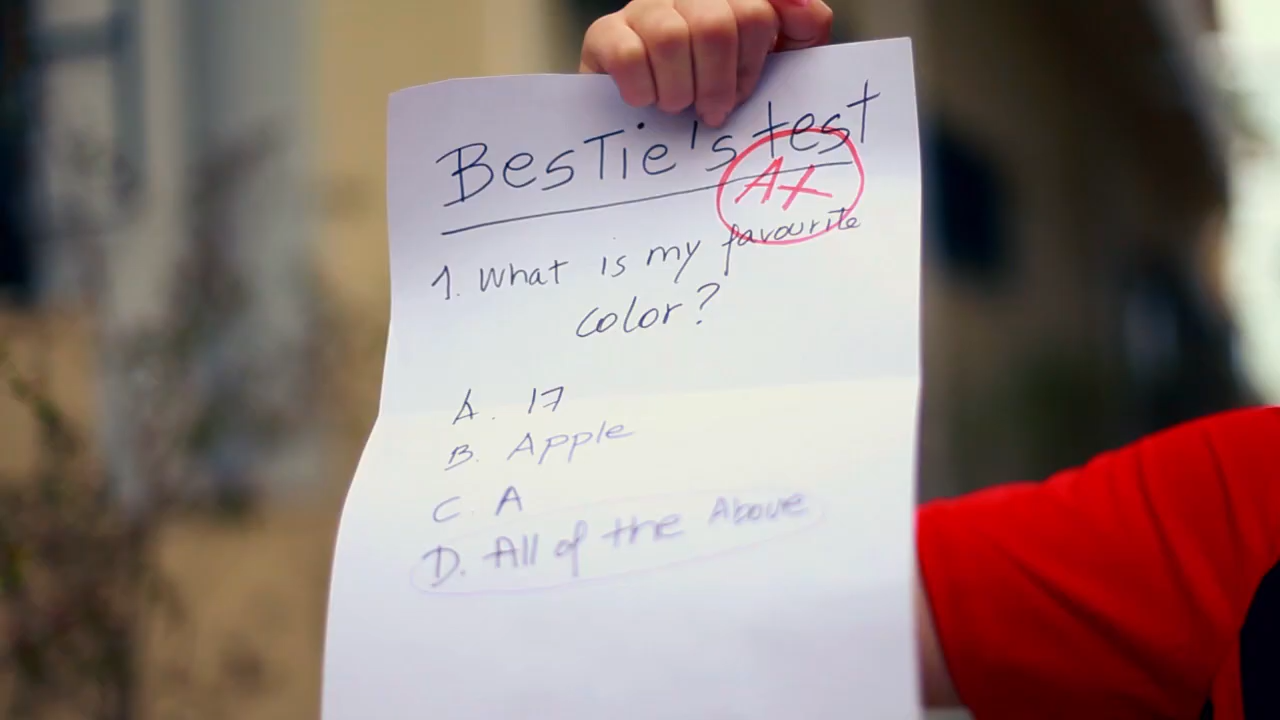 BesTie's test
A+
1. What is my favourite
color?
A. 17
B. Apple
C. A
D. All of the Above